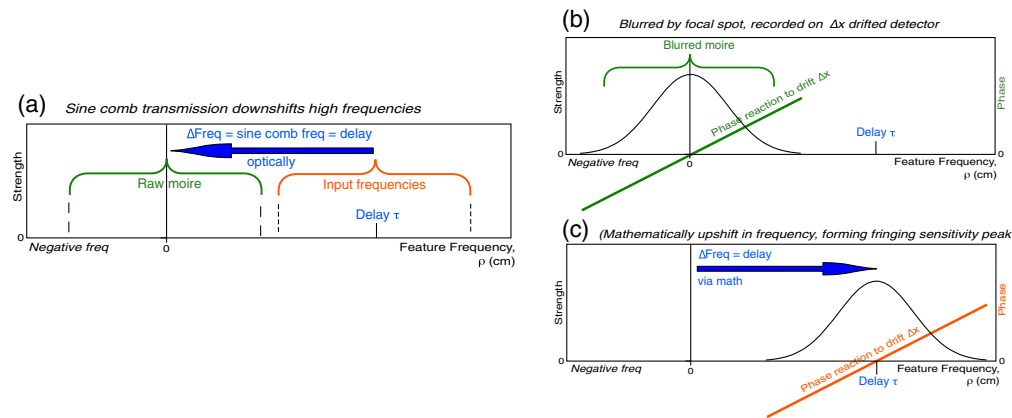 (a)
Sine comb transmission downshifts high frequencies
ΔFreq = sine comb freq = delay
optically
Raw moire
Input frequencies
Delay τ
Strength
0
Negative freq
0
Feature Frequency,
ρ (cm)
(b)
Blurred by focal spot, recorded on Δx drifted detector
Blurred moire
Phase reaction to drift Δx
Delay τ
Strength
Phase
0
0
Negative freq
0
Feature Frequency,
ρ (cm)
(c)
(Mathematically upshift in frequency, forming fringing sensitivity peak
ΔFreq = delay
via math
Phase reaction to drift Δx
Strength
Phase
0
0
Negative freq
0
Delay τ
Feature Frequency,
ρ (cm)